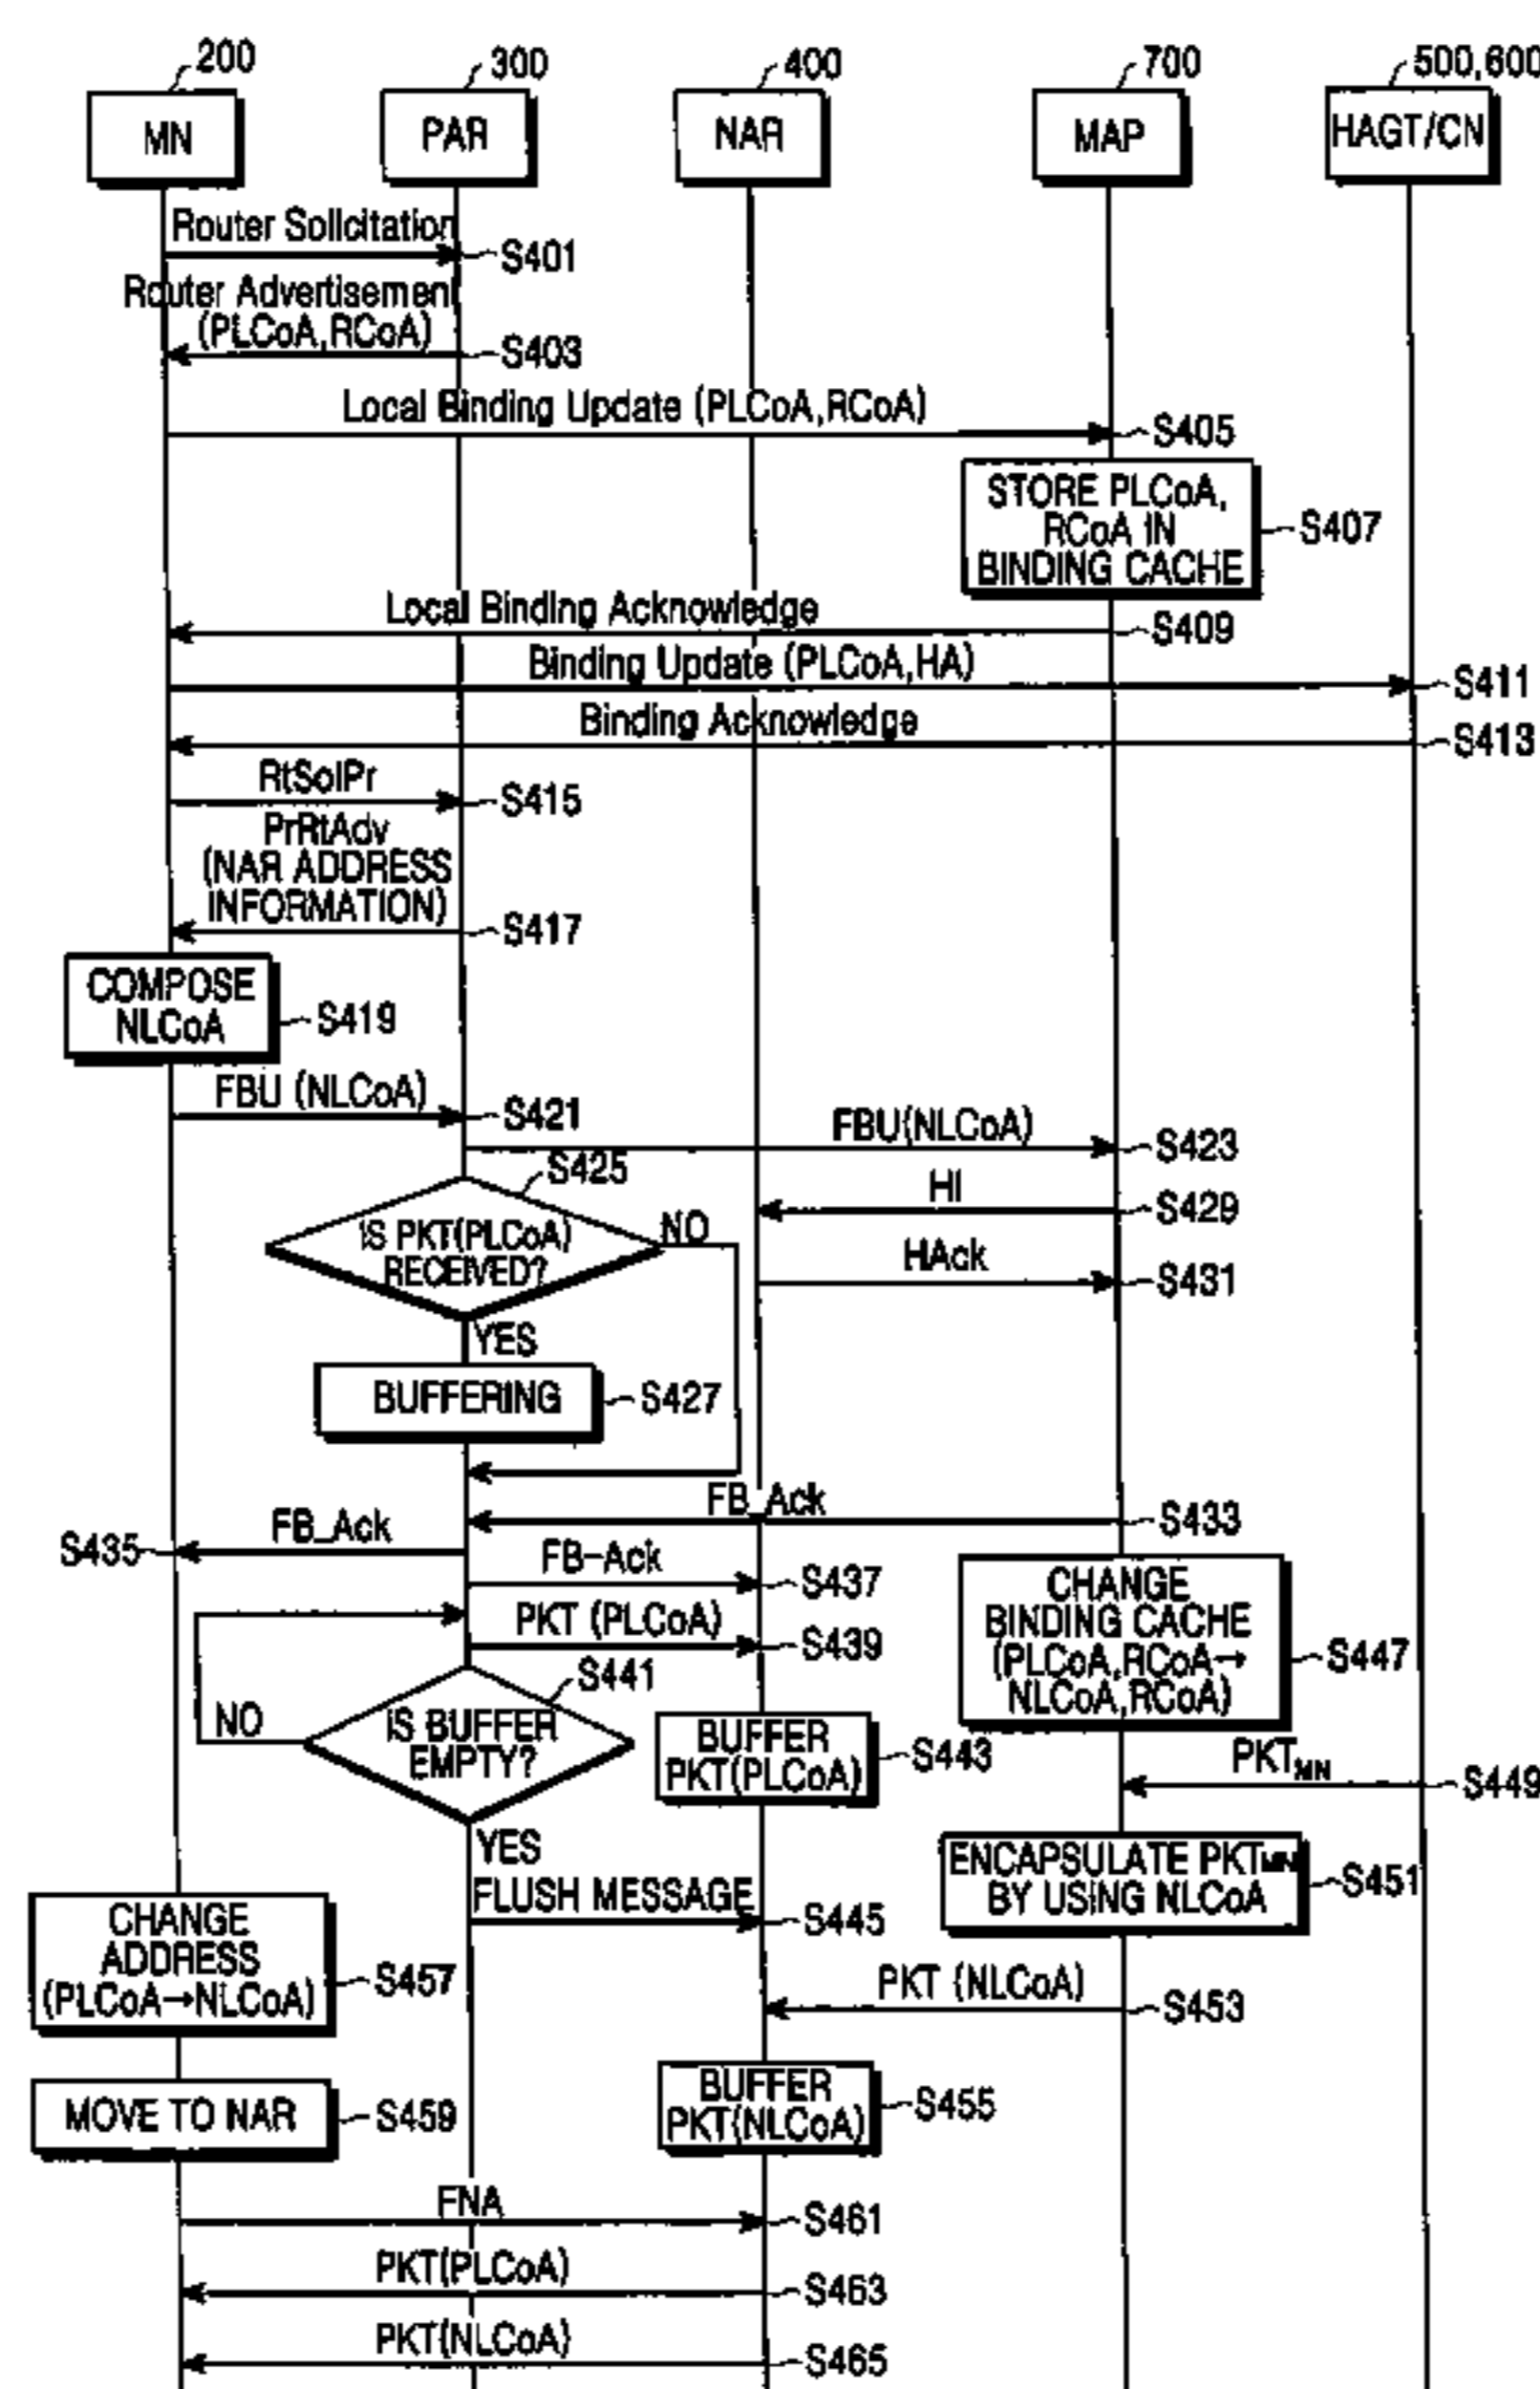 200
300
400
700
500,600
MN
PAR
NAR
MAP
HAGT/CN
Router Solicitation
S401
Router Advertisement
(PLCoA,RCoA)
S403
Local Binding Update (PLCoA,RCoA)
S405
STORE PLCoA,
RCoA IN
BINDING CACHE
S407
Local Binding Acknowledge
S409
Binding Update (PLCoA,HA)
S411
Binding Acknowledge
S413
RtSolPr
S415
PrRtAdv
(NAR ADDRESS
INFORMATION)
S417
COMPOSE
NLCoA
S419
FBU (NLCoA)
S421
FBU(NLCoA)
S423
S425
IS PKT(PLCoA)
RECEIVED?
NO
YES
HI
S429
HAck
S431
BUFFERING
S427
FB_Ack
S433
FB_Ack
S435
FB-Ack
S437
PKT (PLCoA)
S439
CHANGE
BINDING CACHE
(PLCoA,RCoA→
NLCoA,RCoA)
S447
S441
IS BUFFER
EMPTY?
NO
YES
BUFFER
PKT(PLCoA)
S443
PKTMN
S449
ENCAPSULATE PKTMN
BY USING NLCoA
S451
FLUSH MESSAGE
S445
CHANGE
ADDRESS
(PLCoA→NLCoA)
S457
PKT (NLCoA)
S453
BUFFER
PKT(NLCoA)
S455
MOVE TO NAR
S459
FNA
S461
PKT(PLCoA)
S463
PKT(NLCoA)
S465